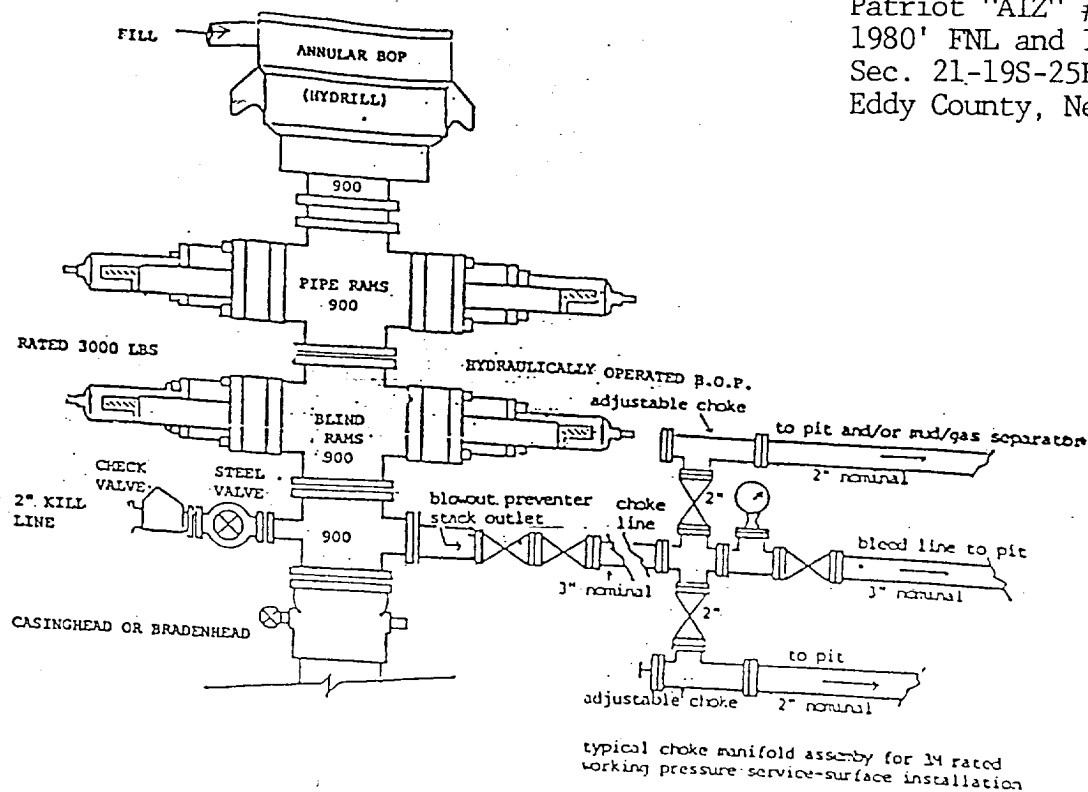 Patriot "AIZ" #
1980' FNL and
Sec. 21-19S-25
Eddy County, Ne
FILL
ANNULAR BOP
(HYDRILL)
900
PIPE RAMS
900
RATED 3000 LBS
HYDRAULICALLY OPERATED B.O.P.
adjustable choke
to pit and/or mud/gas separator
2" nominal
BLIND
RAMS
900
CHECK
VALVE
STEEL
VALVE
2" KILL
LINE
blowout preventer
stack outlet
choke
line
2"
900
bleed line to pit
3" nominal
3" nominal
2"
CASINGHEAD OR BRADENHEAD
to pit
adjustable choke
2" nominal
typical choke manifold assemby for 3M rated
working pressure service-surface installation